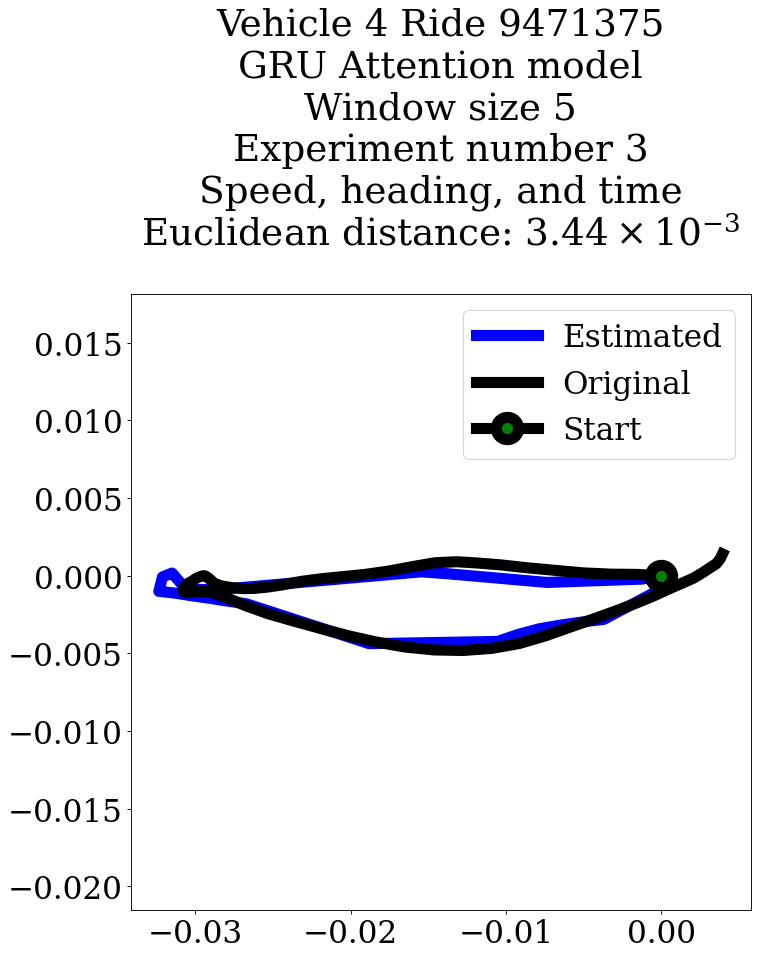 Vehicle 4 Ride 9471375
GRU Attention model
Window size 5
Experiment number 3
Speed, heading, and time
Euclidean distance: 3.44 × 10⁻³
Estimated
Original
Start
0.015
0.010
0.005
0.000
−0.005
−0.010
−0.015
−0.020
−0.03 −0.02 −0.01 0.00